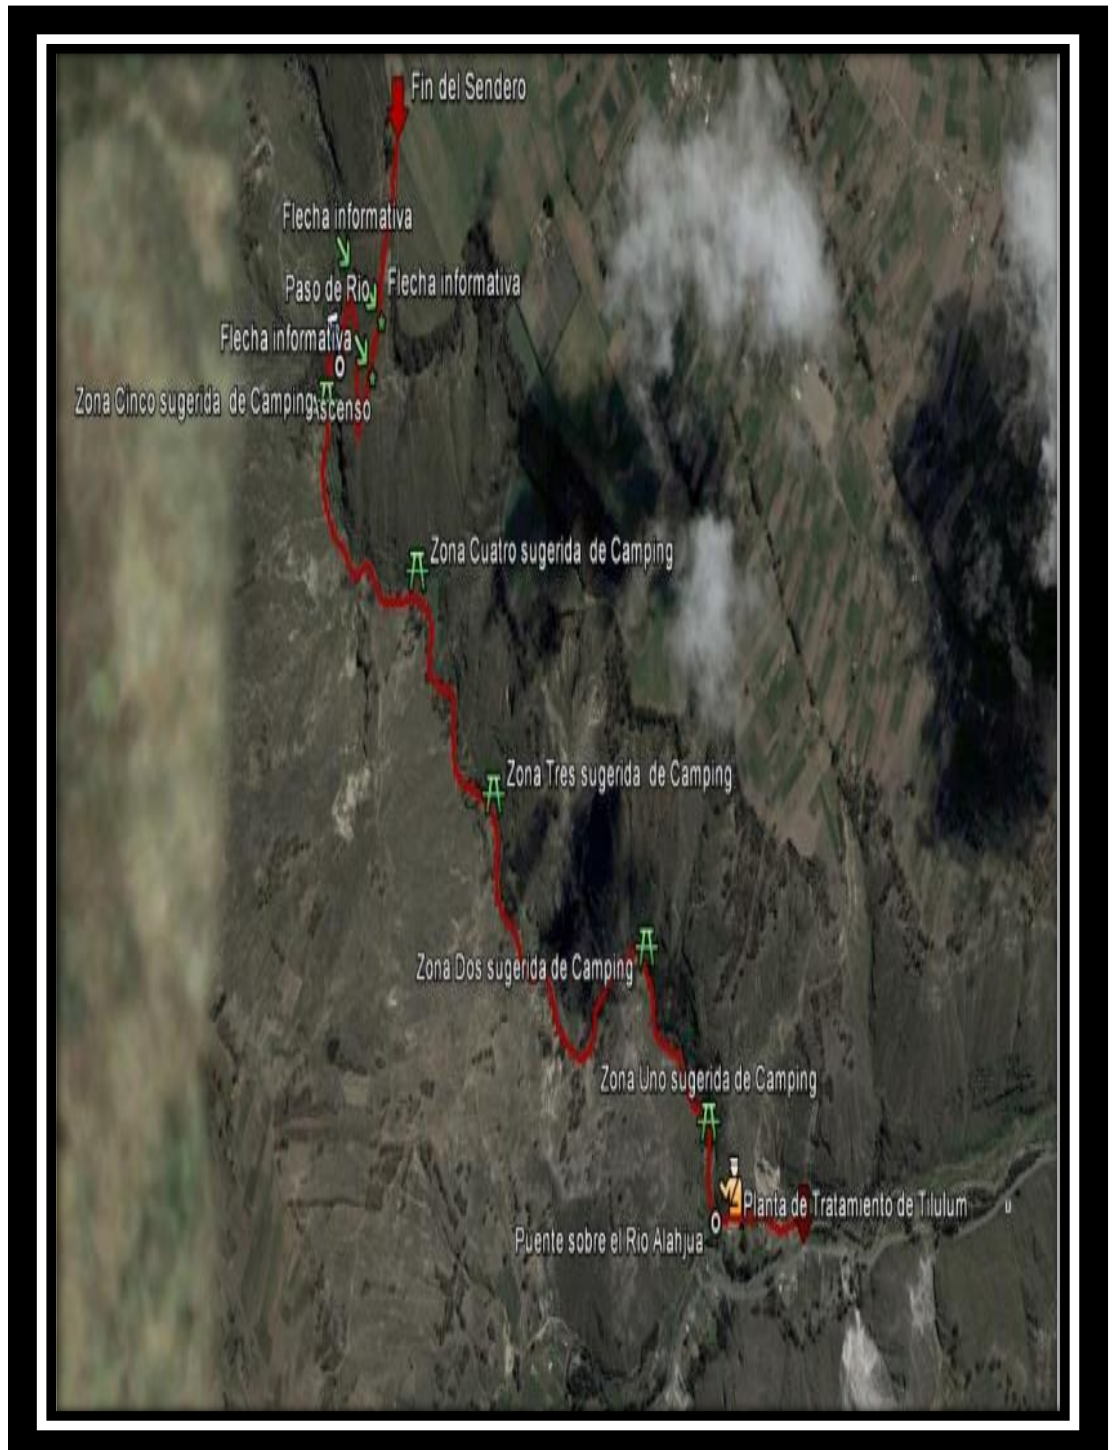 Fin del Sendero
Flecha informativa
Flecha informativa
Paso de Rio
Flecha informativa
Zona Cinco sugerida de Camping
Ascenso
Zona Cuatro sugerida de Camping
Zona Tres sugerida de Camping
Zona Dos sugerida de Camping
Zona Uno sugerida de Camping
Planta de Tratamiento de Tilulum
Puente sobre el Rio Alahjua